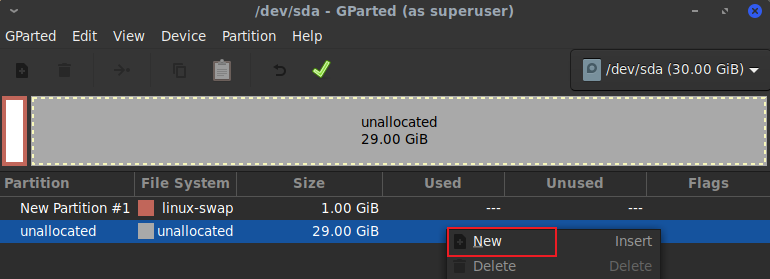 /dev/sda - GParted (as superuser)
GParted Edit View Device Partition Help
/dev/sda (30.00 GiB)
unallocated
29.00 GiB
Partition File System Size Used Unused Flags
New Partition #1 linux-swap 1.00 GiB --- ---
unallocated unallocated 29.00 GiB
New Insert
Delete Delete